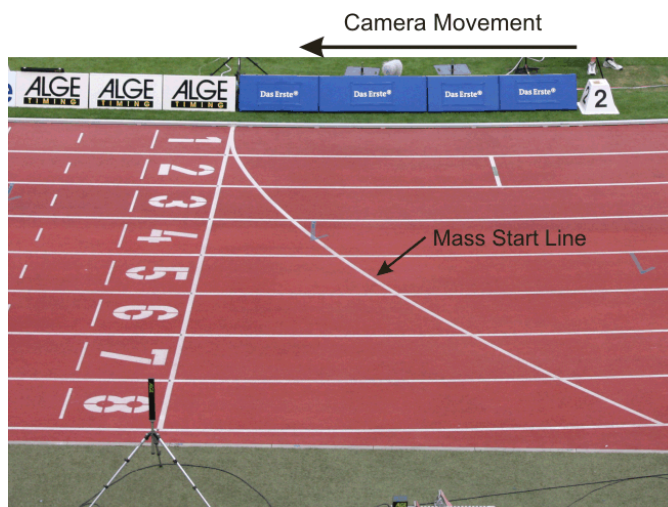 Camera Movement
ALGE
TIMING
ALGE
TIMING
ALGE
TIMING
Das Erste
Das Erste
Das Erste
Das Erste
2
1
2
3
4
5
6
7
8
Mass Start Line